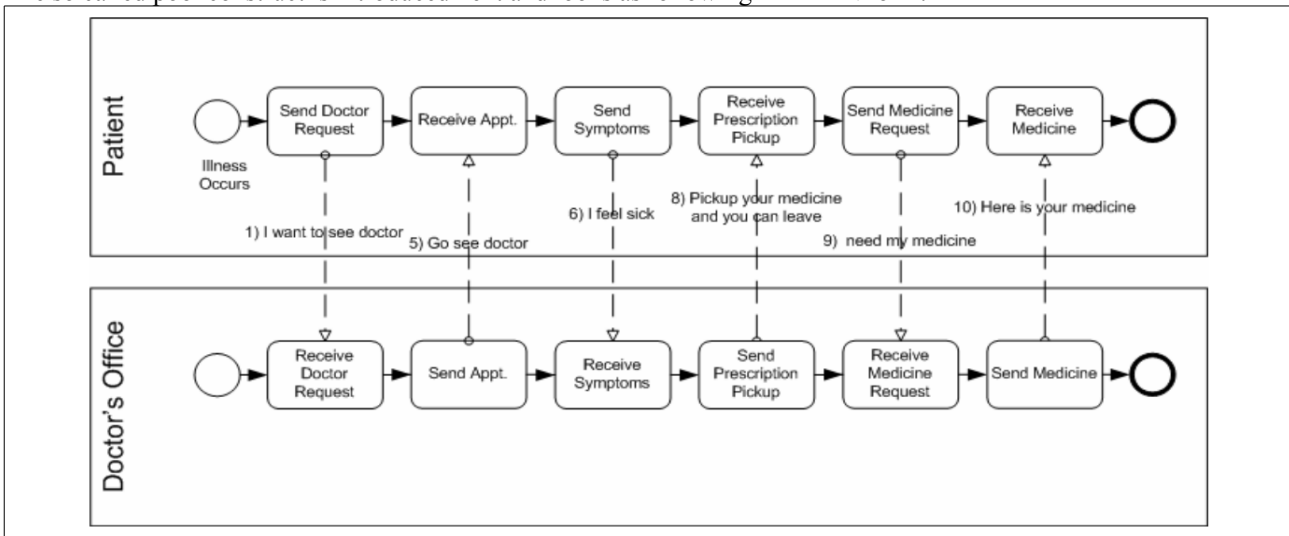 Patient
Send Doctor
Request
Receive Appt.
Send
Symptoms
Receive
Prescription
Pickup
Send Medicine
Request
Receive
Medicine
Illness
Occurs
1) I want to see doctor
5) Go see doctor
6) I feel sick
8) Pickup your medicine
and you can leave
9) need my medicine
10) Here is your medicine
Doctor's Office
Receive
Doctor
Request
Send Appt.
Receive
Symptoms
Send
Prescription
Pickup
Receive
Medicine
Request
Send Medicine